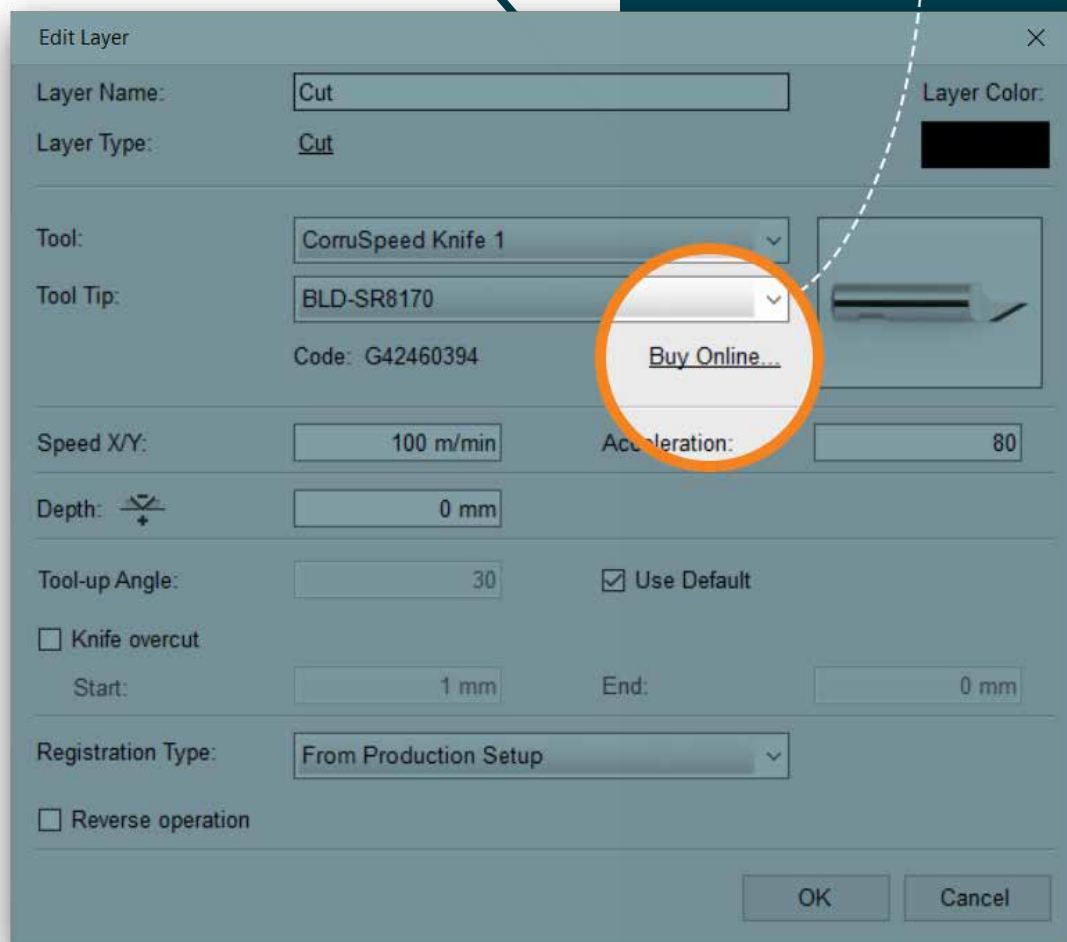 Edit Layer
Layer Name: Cut Layer Color:
Layer Type: Cut
Tool: CorruSpeed Knife 1
Tool Tip: BLD-SR8170
Code: G42460394 Buy Online...
Speed X/Y: 100 m/min Acceleration: 80
Depth: 0 mm
Tool-up Angle: 30 Use Default
Knife overcut
Start: 1 mm End: 0 mm
Registration Type: From Production Setup
Reverse operation
OK Cancel